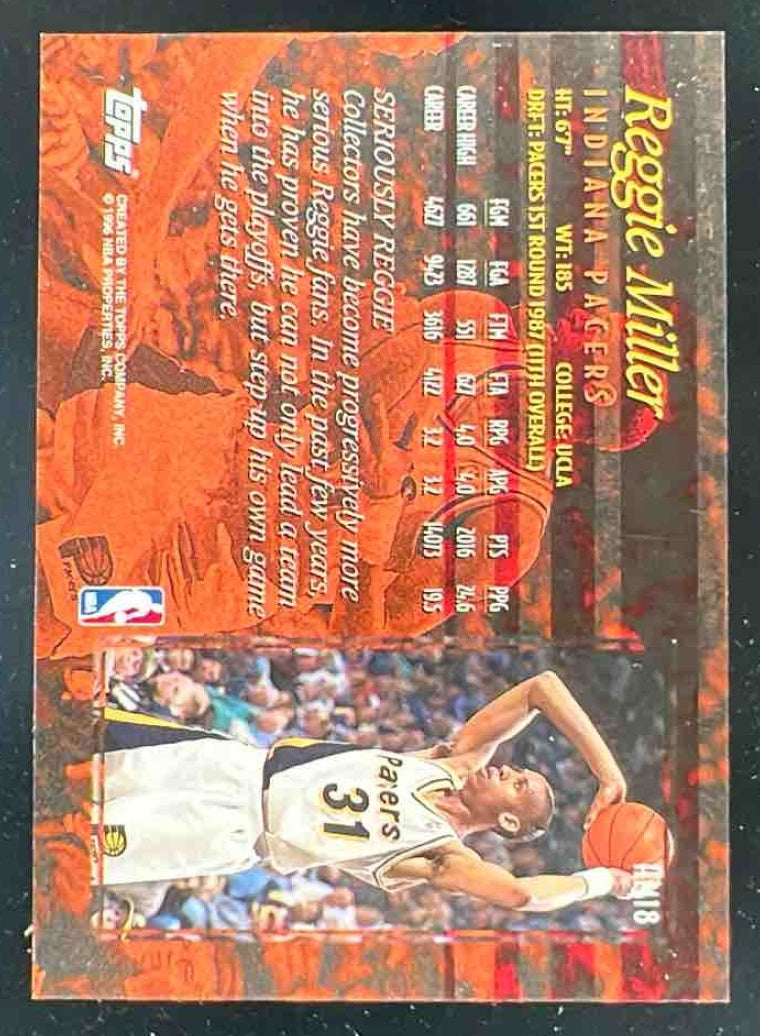 HM18
Reggie Miller
INDIANA PACERS
HT: 6'7" WT: 185 COLLEGE: UCLA
DRFT: PACERS 1ST ROUND 1987 (11TH OVERALL)
FGM FGA FTM FTA RPG APG PTS PPG
CAREER HIGH 661 1287 551 627 4.0 4.0 2016 24.6
CAREER 4627 9423 3016 4122 3.2 3.2 14073 19.5
SERIOUSLY REGGIE
Collectors have become progressively more
serious Reggie fans. In the past few years,
he has proven he can not only lead a team
into the playoffs, but step up his own game
when he gets there.
Topps
CREATED BY THE TOPPS COMPANY, INC.
© 1996 NBA PROPERTIES, INC.
NBA
Pacers
31